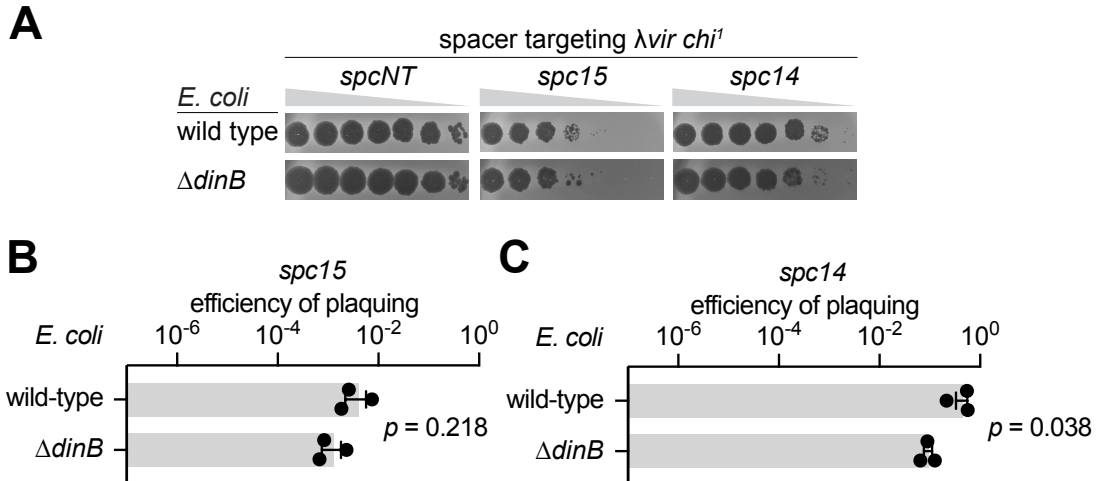 A
spacer targeting λvir chi¹
spcNT spc15 spc14
E. coli
wild type
ΔdinB
B
spc15
efficiency of plaquing
E. coli 10⁻⁶ 10⁻⁴ 10⁻² 10⁰
wild-type
p = 0.218
ΔdinB
C
spc14
efficiency of plaquing
E. coli 10⁻⁶ 10⁻⁴ 10⁻² 10⁰
wild-type
p = 0.038
ΔdinB